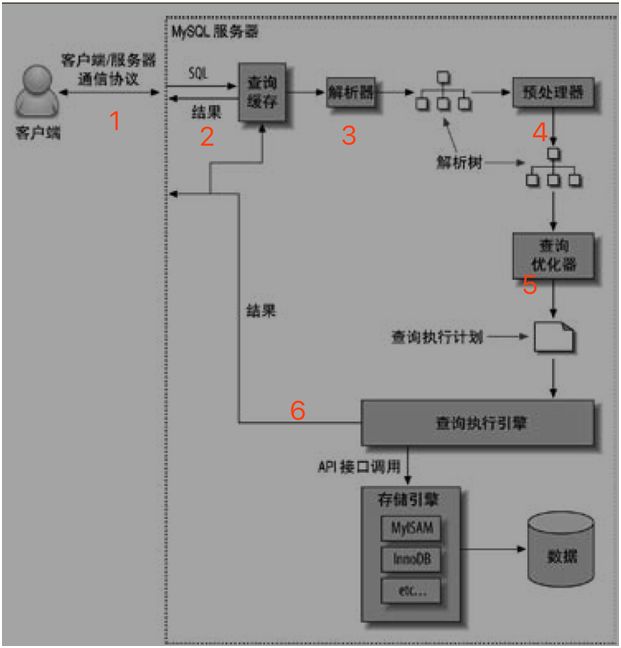 MySQL 服务器
客户端/服务器
通信协议
1
客户端
SQL
结果
2
查询
缓存
解析器
3
预处理器
4
解析树
查询
优化器
5
查询执行计划
结果
6
查询执行引擎
API 接口调用
存储引擎
MyISAM
InnoDB
etc...
数据